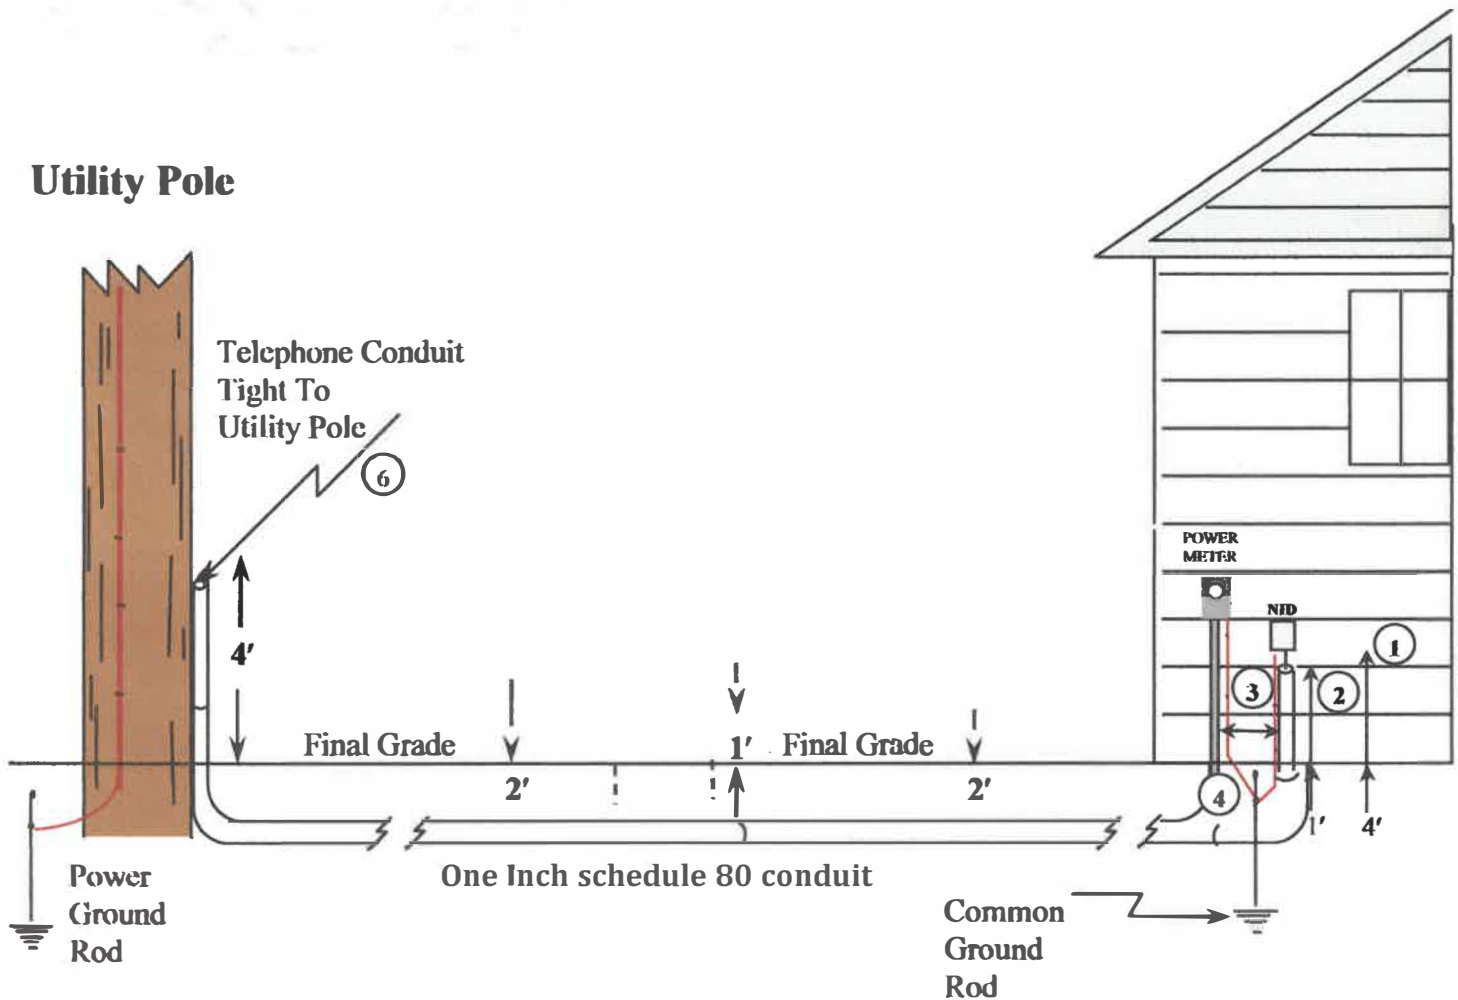 Utility Pole
Telephone Conduit
Tight To
Utility Pole
6
4'
Final Grade
2'
1'
Final Grade
2'
POWER
METER
NID
1
2
3
4
1'
4'
One Inch schedule 80 conduit
Power
Ground
Rod
Common
Ground
Rod